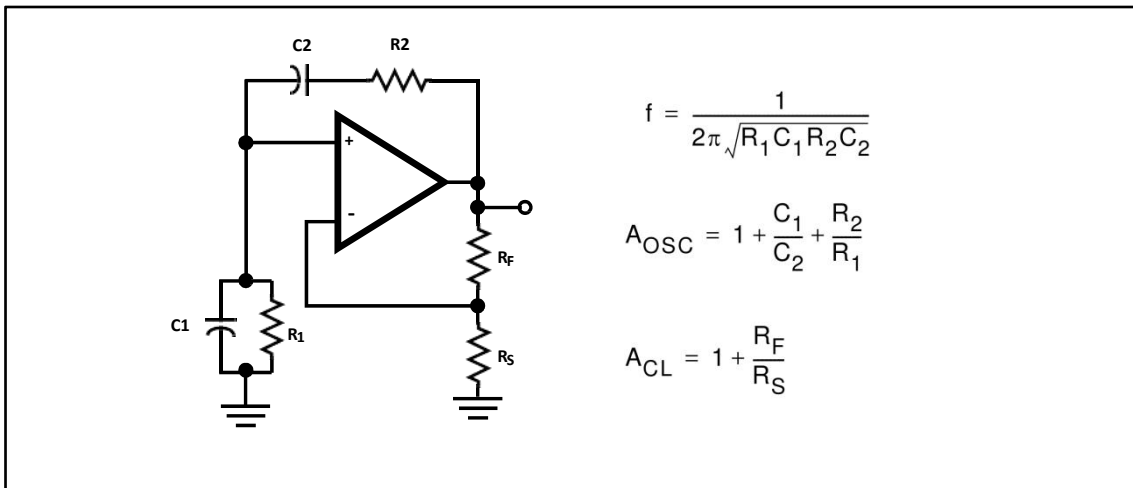 C2
R2
+
-
C1
R1
RF
RS
f = 1 / 2π√R1C1R2C2
AOSC = 1 + C1/C2 + R2/R1
ACL = 1 + RF/RS